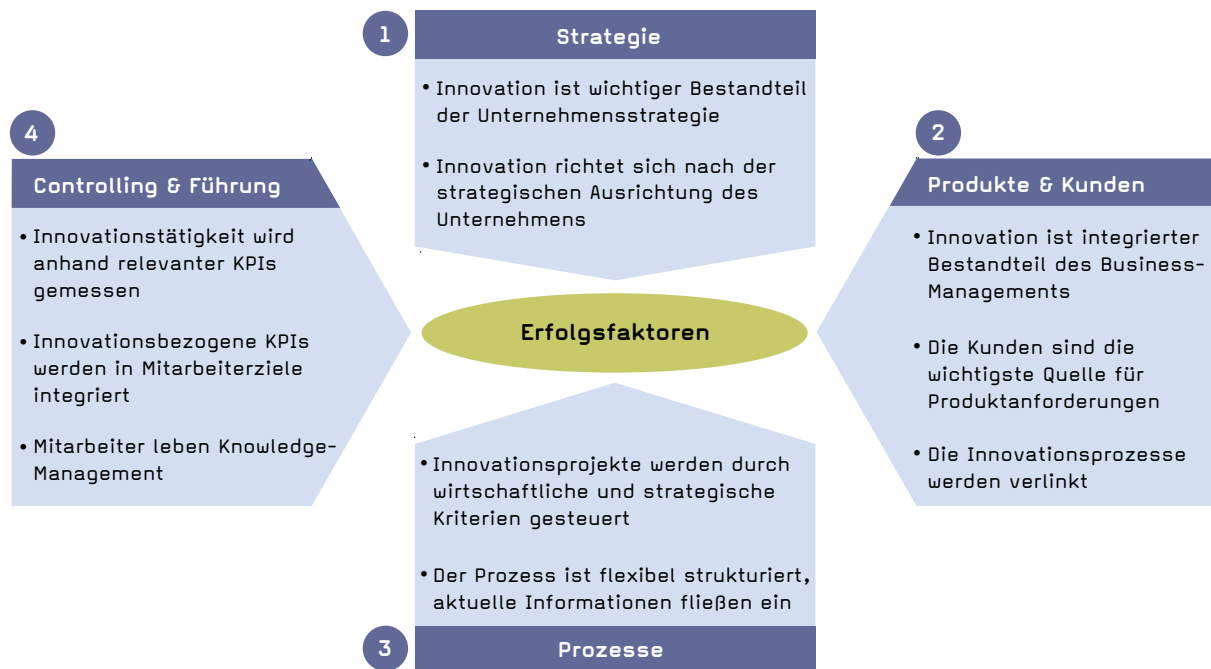 1
Strategie
• Innovation ist wichtiger Bestandteil
der Unternehmensstrategie
• Innovation richtet sich nach der
strategischen Ausrichtung des
Unternehmens
2
Produkte & Kunden
• Innovation ist integrierter
Bestandteil des Business-
Managements
• Die Kunden sind die
wichtigste Quelle für
Produktanforderungen
• Die Innovationsprozesse
werden verlinkt
Erfolgsfaktoren
• Innovationsprojekte werden durch
wirtschaftliche und strategische
Kriterien gesteuert
• Der Prozess ist flexibel strukturiert,
aktuelle Informationen fließen ein
3
Prozesse
4
Controlling & Führung
• Innovationstätigkeit wird
anhand relevanter KPIs
gemessen
• Innovationsbezogene KPIs
werden in Mitarbeiterziele
integriert
• Mitarbeiter leben Knowledge-
Management